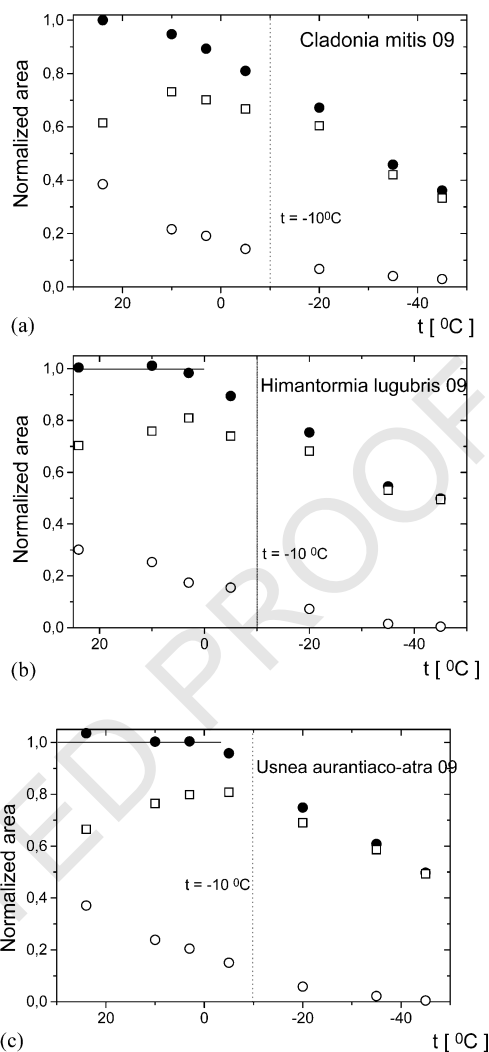 Cladonia mitis 09
Normalized area
1,0
0,8
0,6
0,4
0,2
0,0
t = -10⁰C
20 0 -20 -40
(a)
t [ ⁰C ]
Himantormia lugubris 09
Normalized area
1,0
0,8
0,6
0,4
0,2
0,0
t = -10 ⁰C
20 0 -20 -40
(b)
t [ ⁰C ]
Usnea aurantiaco-atra 09
Normalized area
1,0
0,8
0,6
0,4
0,2
0,0
t = -10 ⁰C
20 0 -20 -40
(c)
t [ ⁰C ]
ED PROOF